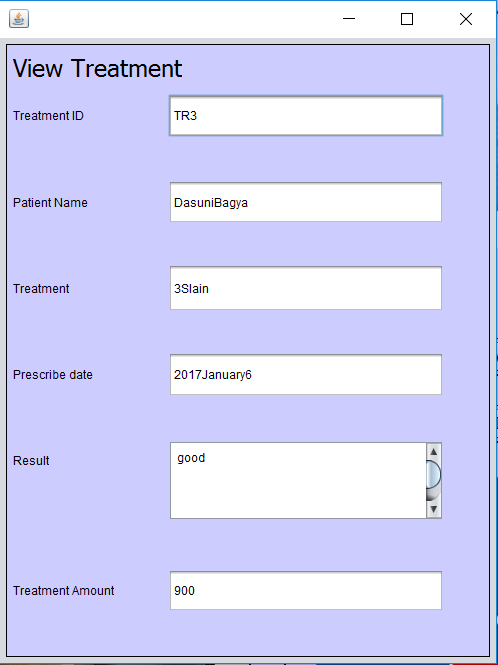 View Treatment
Treatment ID TR3
Patient Name DasuniBagya
Treatment 3Slain
Prescribe date 2017January6
Result good
Treatment Amount 900